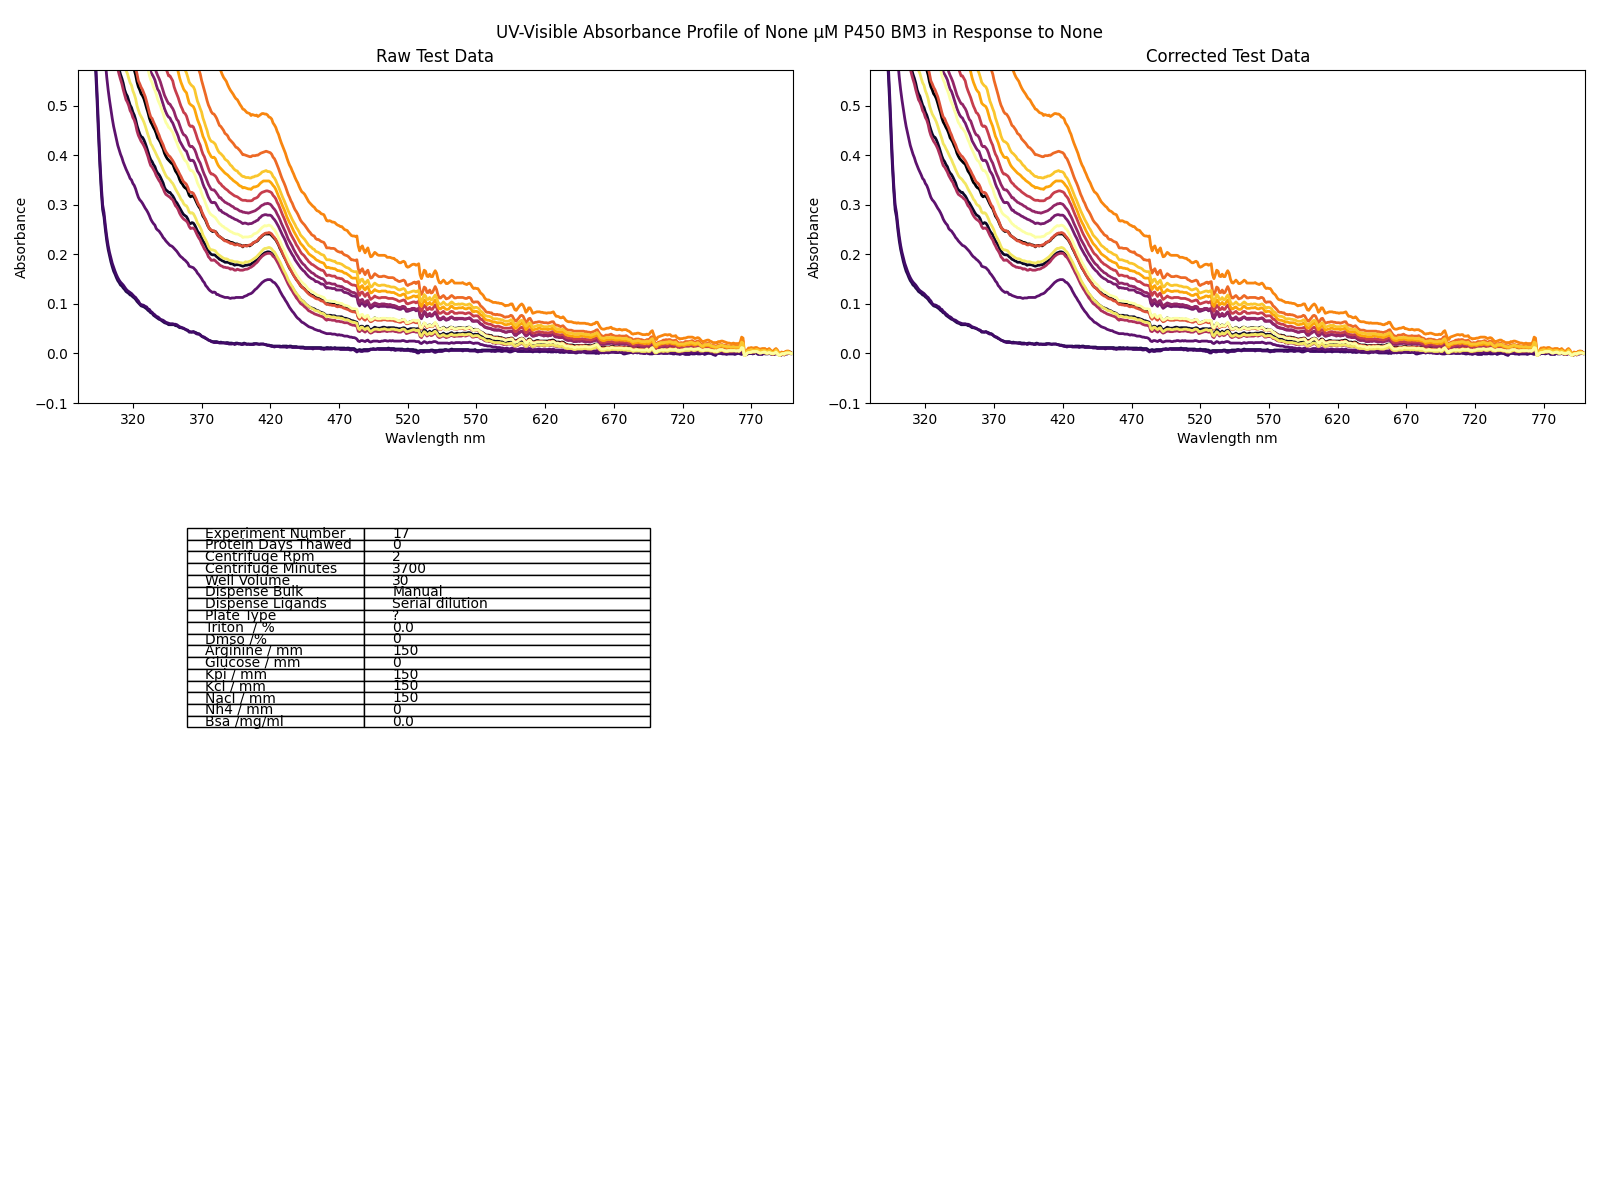 UV-Visible Absorbance Profile of None μM P450 BM3 in Response to None
Raw Test Data
0.5
0.4
0.3
0.2
0.1
0.0
−0.1
Absorbance
320 370 420 470 520 570 620 670 720 770
Wavlength nm
Corrected Test Data
0.5
0.4
0.3
0.2
0.1
0.0
−0.1
Absorbance
320 370 420 470 520 570 620 670 720 770
Wavlength nm
Experiment Number 17
Protein Days Thawed 0
Centrifuge Rpm 2
Centrifuge Minutes 3700
Well Volume 30
Dispense Bulk Manual
Dispense Ligands Serial dilution
Plate Type ?
Triton / % 0.0
Dmso /% 0
Arginine / mm 150
Glucose / mm 0
Kpi / mm 150
Kcl / mm 150
Nacl / mm 150
Nh4 / mm 0
Bsa /mg/ml 0.0